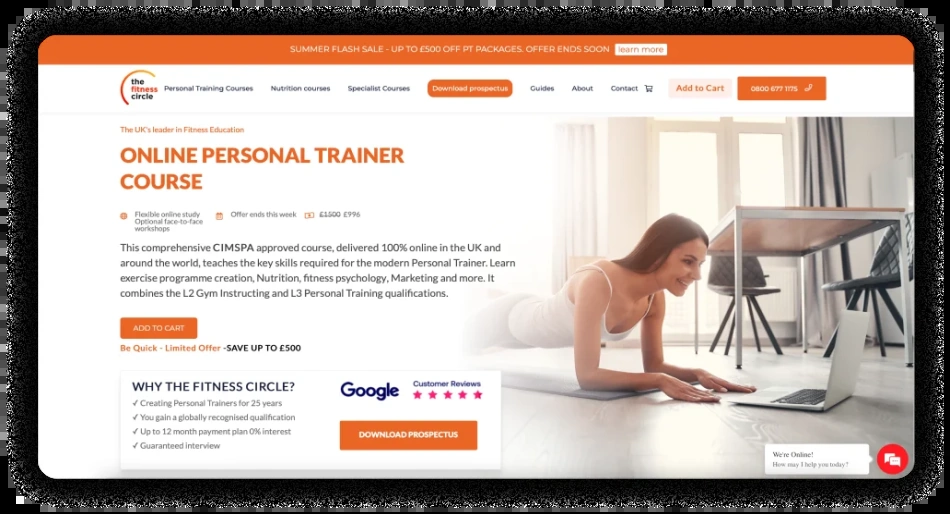 SUMMER FLASH SALE - UP TO £500 OFF PT PACKAGES. OFFER ENDS SOON learn more
the
fitness
circle
Personal Training Courses Nutrition courses Specialist Courses Download prospectus Guides About Contact Add to Cart 0800 677 1175
The UK's leader in Fitness Education
ONLINE PERSONAL TRAINER
COURSE
Flexible online study
Optional face-to-face
workshops
Offer ends this week
£1500 £996
This comprehensive CIMSPA approved course, delivered 100% online in the UK and
around the world, teaches the key skills required for the modern Personal Trainer. Learn
exercise programme creation, Nutrition, fitness psychology, Marketing and more. It
combines the L2 Gym Instructing and L3 Personal Training qualifications.
ADD TO CART
Be Quick - Limited Offer -SAVE UP TO £500
WHY THE FITNESS CIRCLE?
✓ Creating Personal Trainers for 25 years
✓ You gain a globally recognised qualification
✓ Up to 12 month payment plan 0% interest
✓ Guaranteed interview
Google
Customer Reviews
DOWNLOAD PROSPECTUS
We're Online!
How may I help you today?